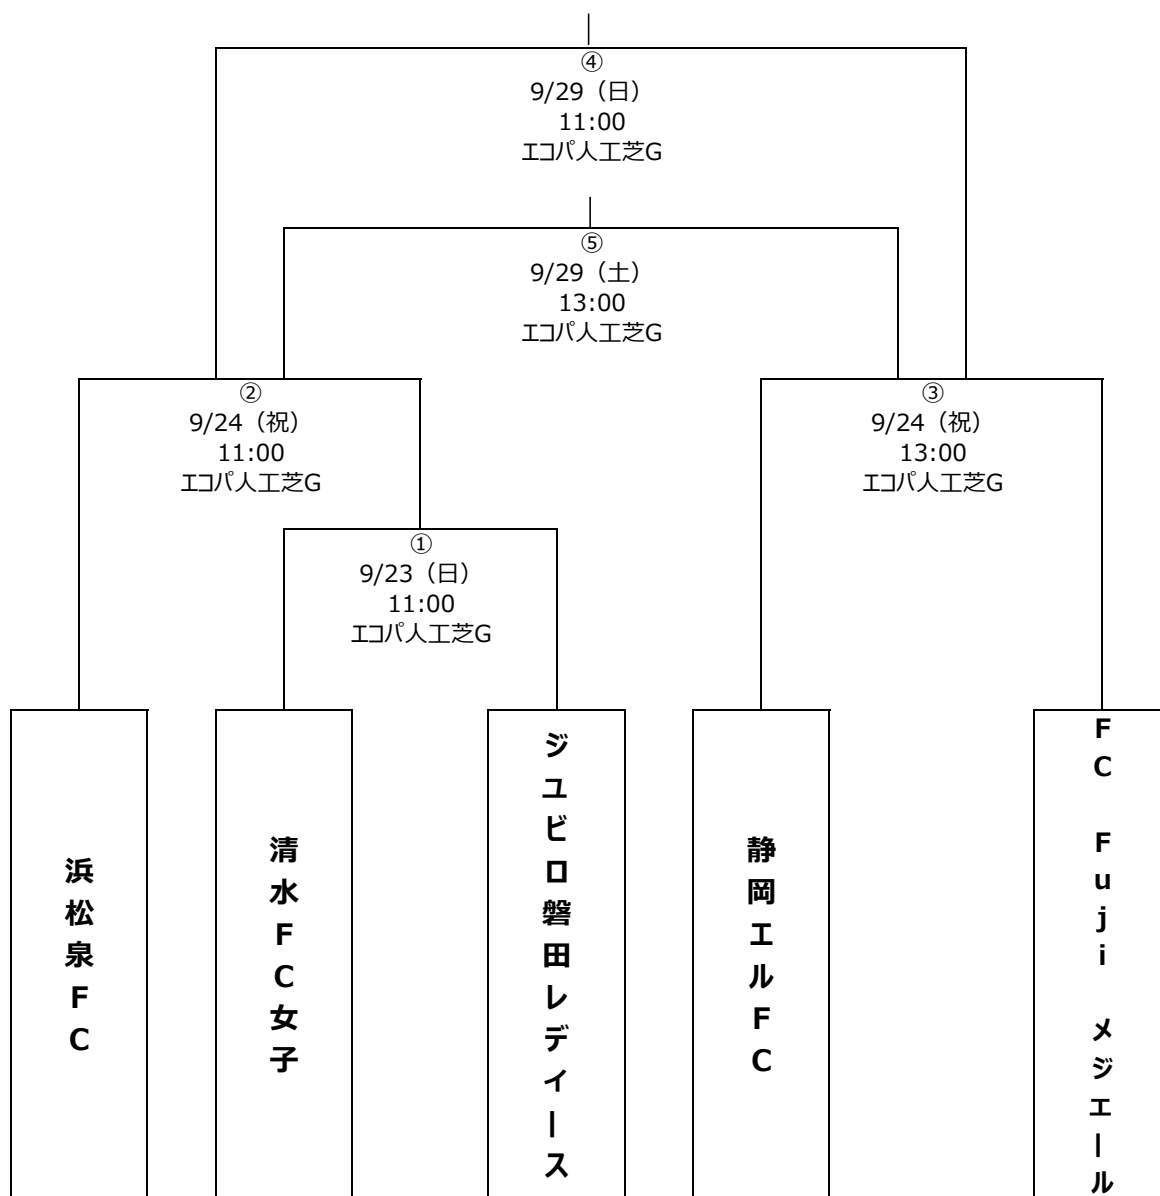 ④
9/29（日）
11:00
エコパ人工芝G
⑤
9/29（土）
13:00
エコパ人工芝G
②
9/24（祝）
11:00
エコパ人工芝G
③
9/24（祝）
13:00
エコパ人工芝G
①
9/23（日）
11:00
エコパ人工芝G
浜松泉FC
清水FC女子
ジュビロ磐田レディース
静岡エルFC
FC Fuji メジエール